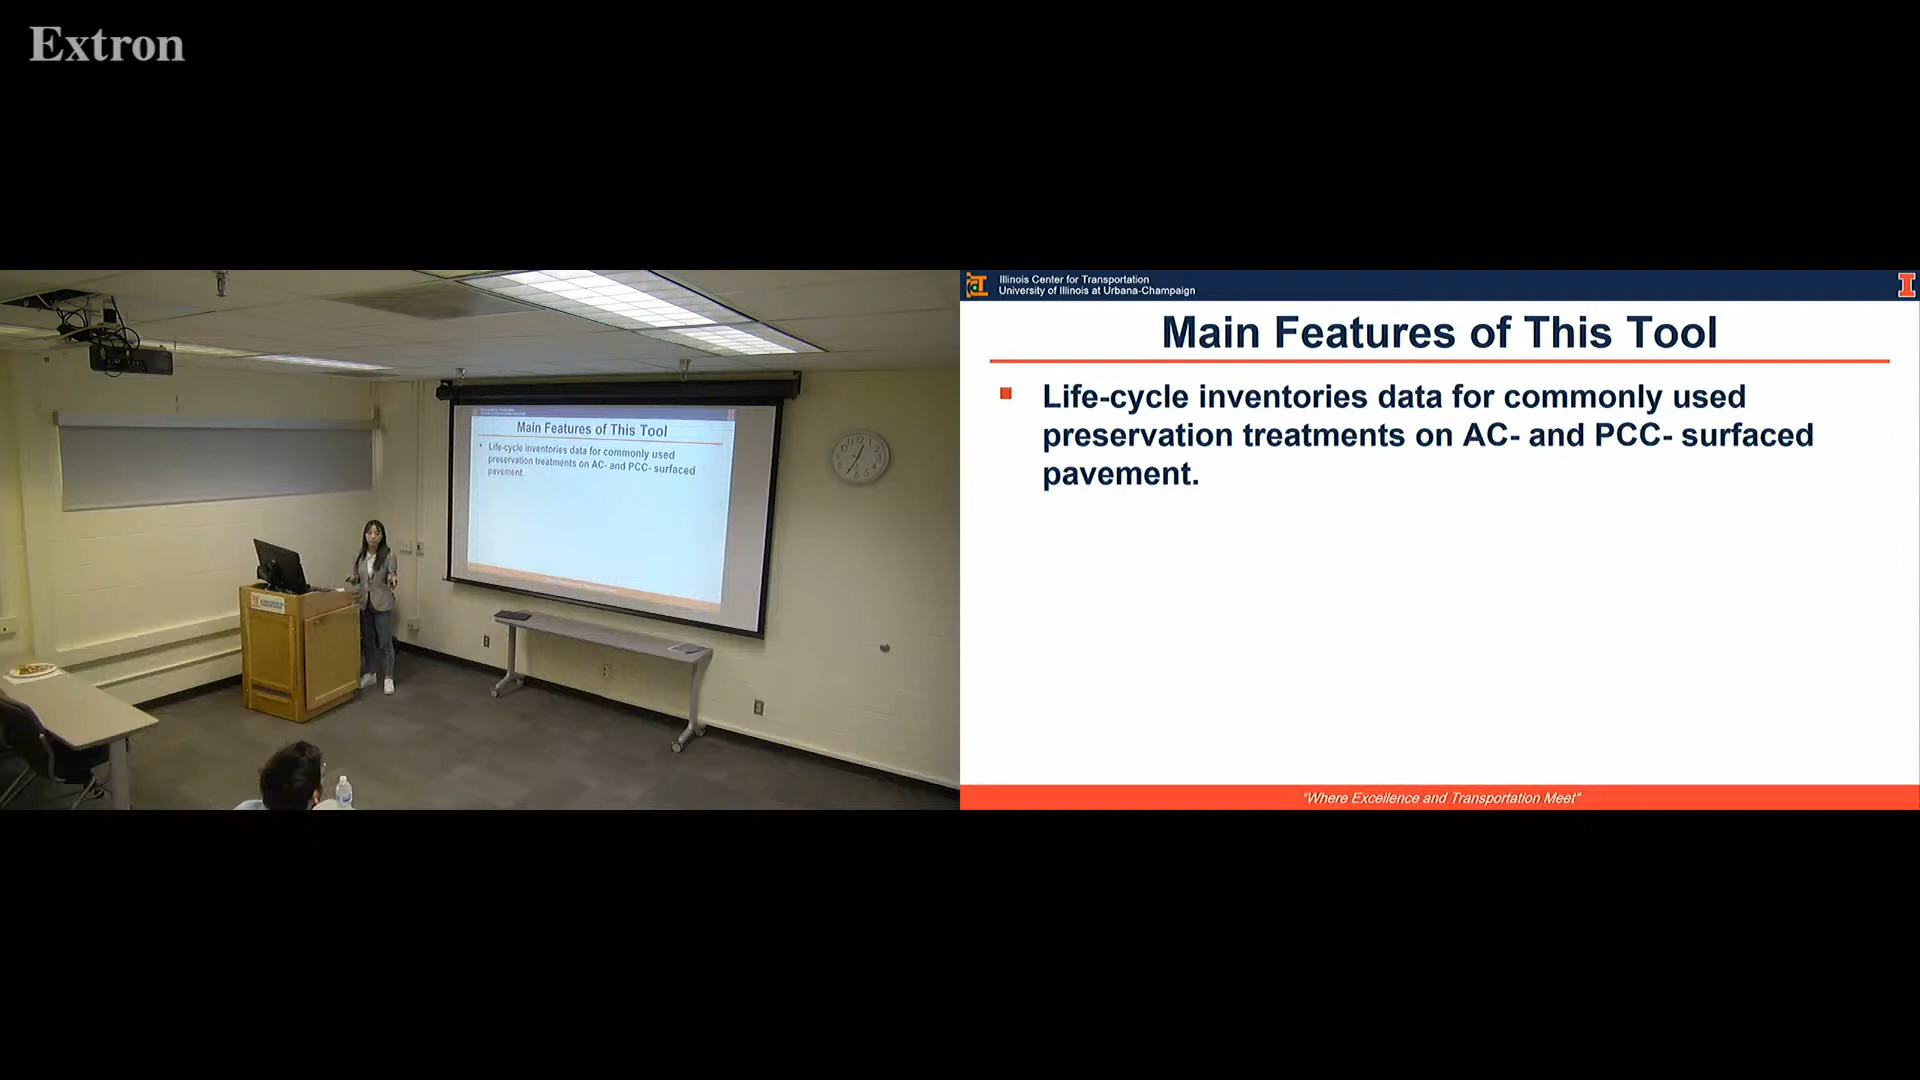 Extron
Main Features of This Tool
Life-cycle inventories data for commonly used
preservation treatments on AC- and PCC- surfaced
pavement.
Illinois Center for Transportation
University of Illinois at Urbana-Champaign
Main Features of This Tool
Life-cycle inventories data for commonly used
preservation treatments on AC- and PCC- surfaced
pavement.
"Where Excellence and Transportation Meet"